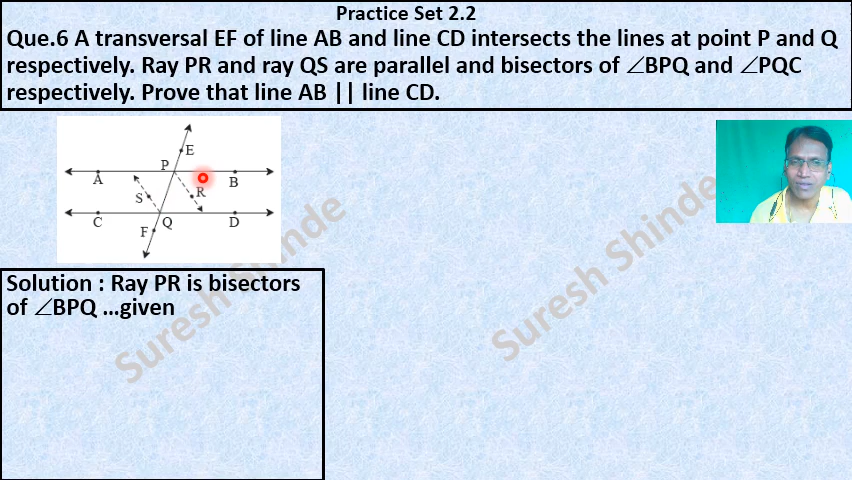 Practice Set 2.2
Que.6 A transversal EF of line AB and line CD intersects the lines at point P and Q
respectively. Ray PR and ray QS are parallel and bisectors of ∠BPQ and ∠PQC
respectively. Prove that line AB || line CD.
E
P
A
B
S
R
C
F
Q
D
Solution : Ray PR is bisectors
of ∠BPQ ...given
Suresh Shinde
Suresh Shinde